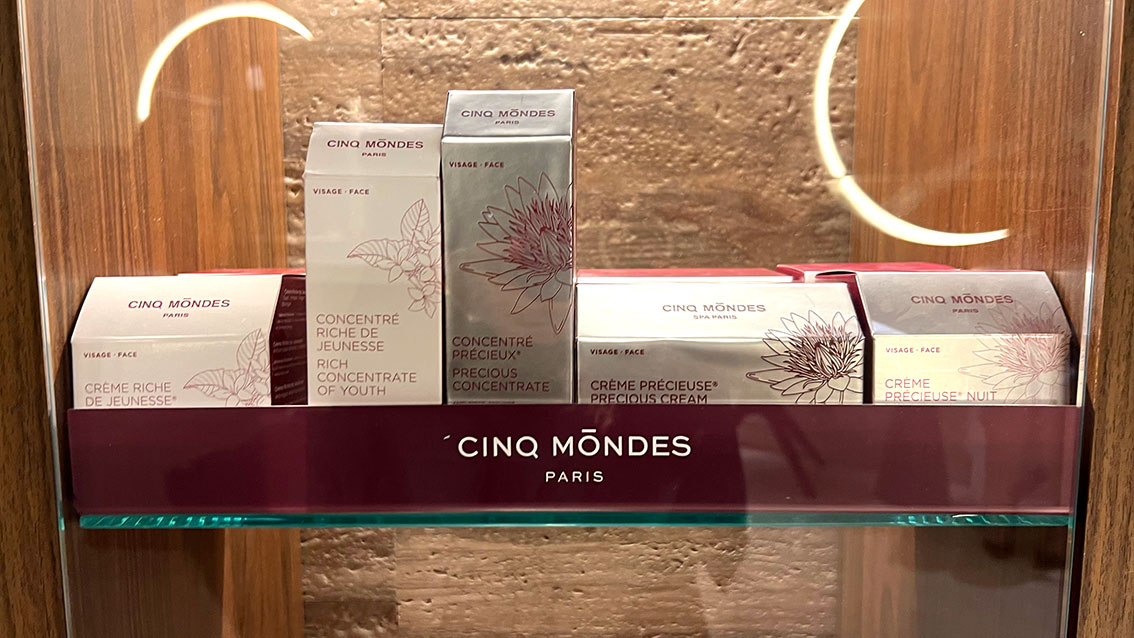 CINQ MŌNDES
PARIS
VISAGE · FACE
CRÈME RICHE
DE JEUNESSE®
CINQ MŌNDES
PARIS
VISAGE · FACE
CONCENTRÉ
RICHE DE
JEUNESSE
RICH
CONCENTRATE
OF YOUTH
CINQ MŌNDES
PARIS
VISAGE · FACE
CONCENTRÉ
PRÉCIEUX®
PRECIOUS
CONCENTRATE
CINQ MŌNDES
SPA PARIS
VISAGE · FACE
CRÈME PRÉCIEUSE®
PRECIOUS CREAM
CINQ MŌNDES
PARIS
VISAGE · FACE
CRÈME
PRÉCIEUSE® NUIT
CINQ MŌNDES
PARIS